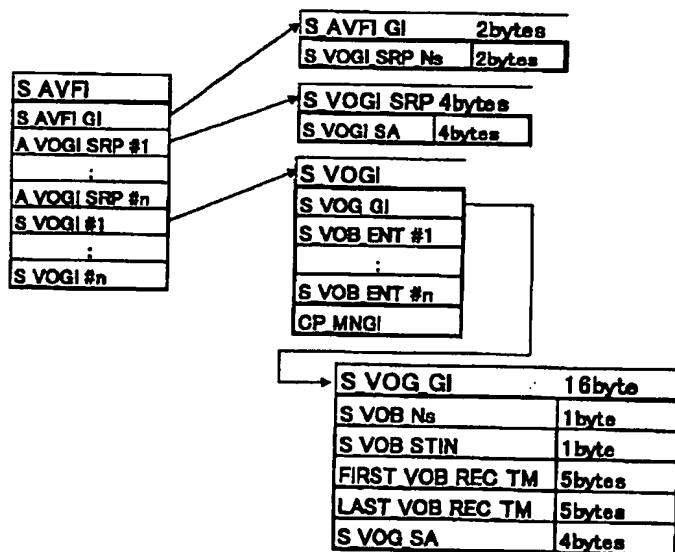 S AVFI
S AVFI GI
A VOGI SRP #1
:
A VOGI SRP #n
S VOGI #1
:
S VOGI #n
S AVFI GI 2bytes
S VOGI SRP Ns 2bytes
S VOGI SRP 4bytes
S VOGI SA 4bytes
S VOGI
S VOG GI
S VOB ENT #1
:
S VOB ENT #n
CP MNGI
S VOG GI 16byte
S VOB Ns 1byte
S VOB STIN 1byte
FIRST VOB REC TM 5bytes
LAST VOB REC TM 5bytes
S VOG SA 4bytes